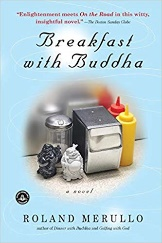 "Enlightenment meets On the Road in this witty,
insightful novel." —The Boston Sunday Globe
Breakfast
with Buddha
a novel
ROLAND MERULLO
author of Dinner with Buddha and Golfing with God